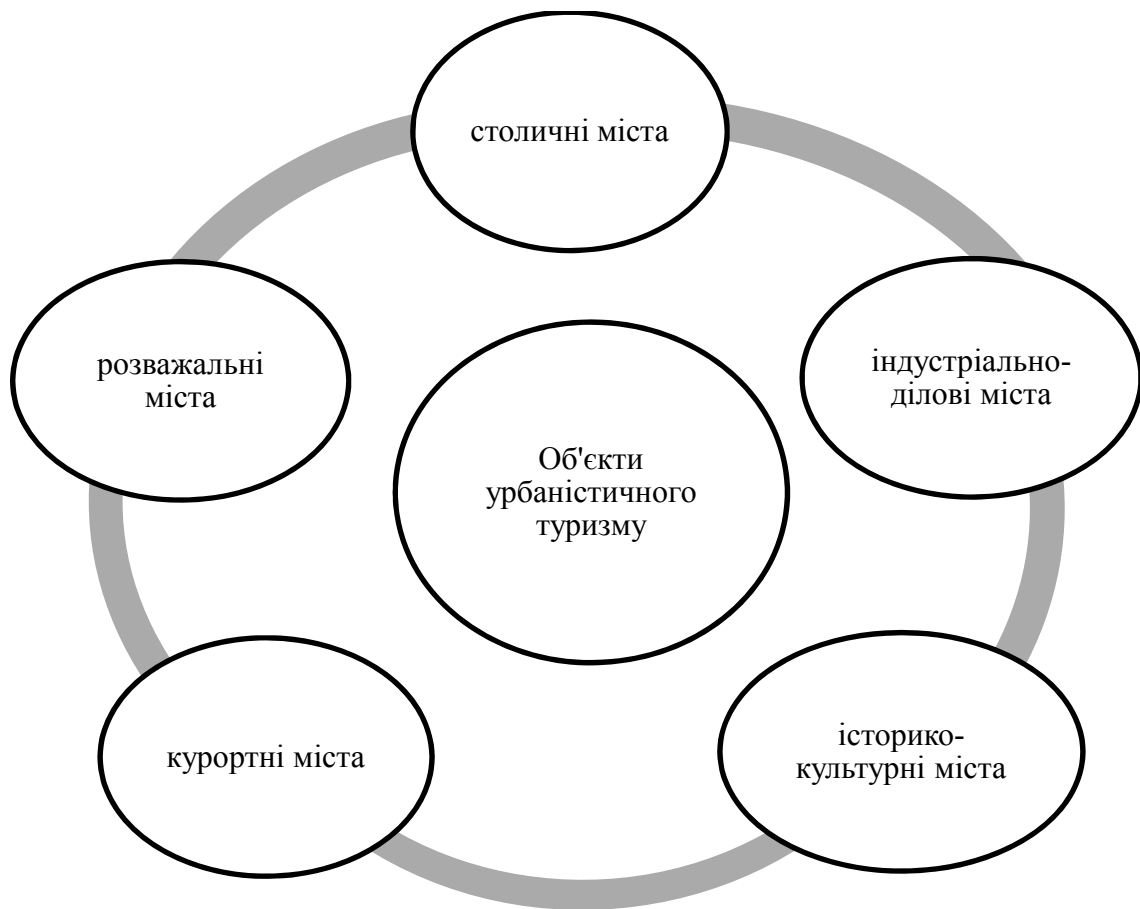 столичні міста
розважальні
міста
індустріально-
ділові міста
Об'єкти
урбаністичного
туризму
курортні міста
історико-
культурні міста